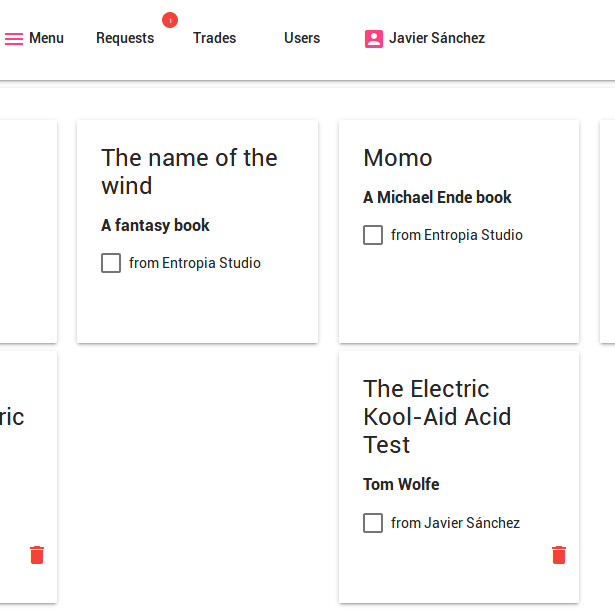 Menu Requests 1 Trades Users Javier Sánchez
The name of the
wind
A fantasy book
from Entropia Studio
Momo
A Michael Ende book
from Entropia Studio
ric
The Electric
Kool-Aid Acid
Test
Tom Wolfe
from Javier Sánchez